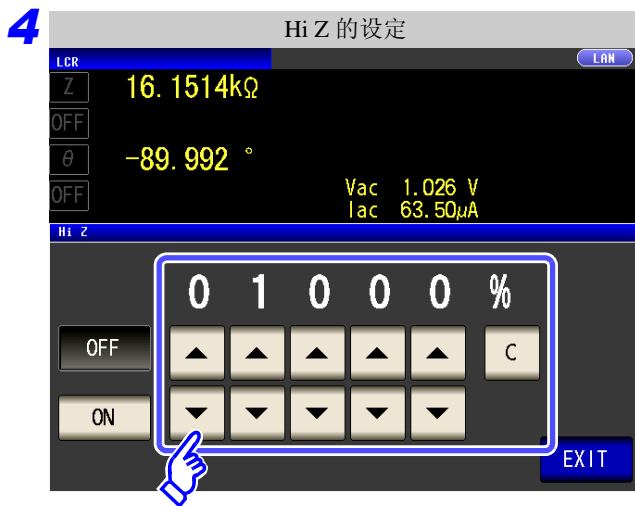 4
Hi Z 的设定
LCR
LAN
Z 16.1514kΩ
OFF
θ -89.992 °
OFF
Vac 1.026 V
Iac 63.50μA
Hi Z
0 1 0 0 0 %
OFF
C
ON
EXIT